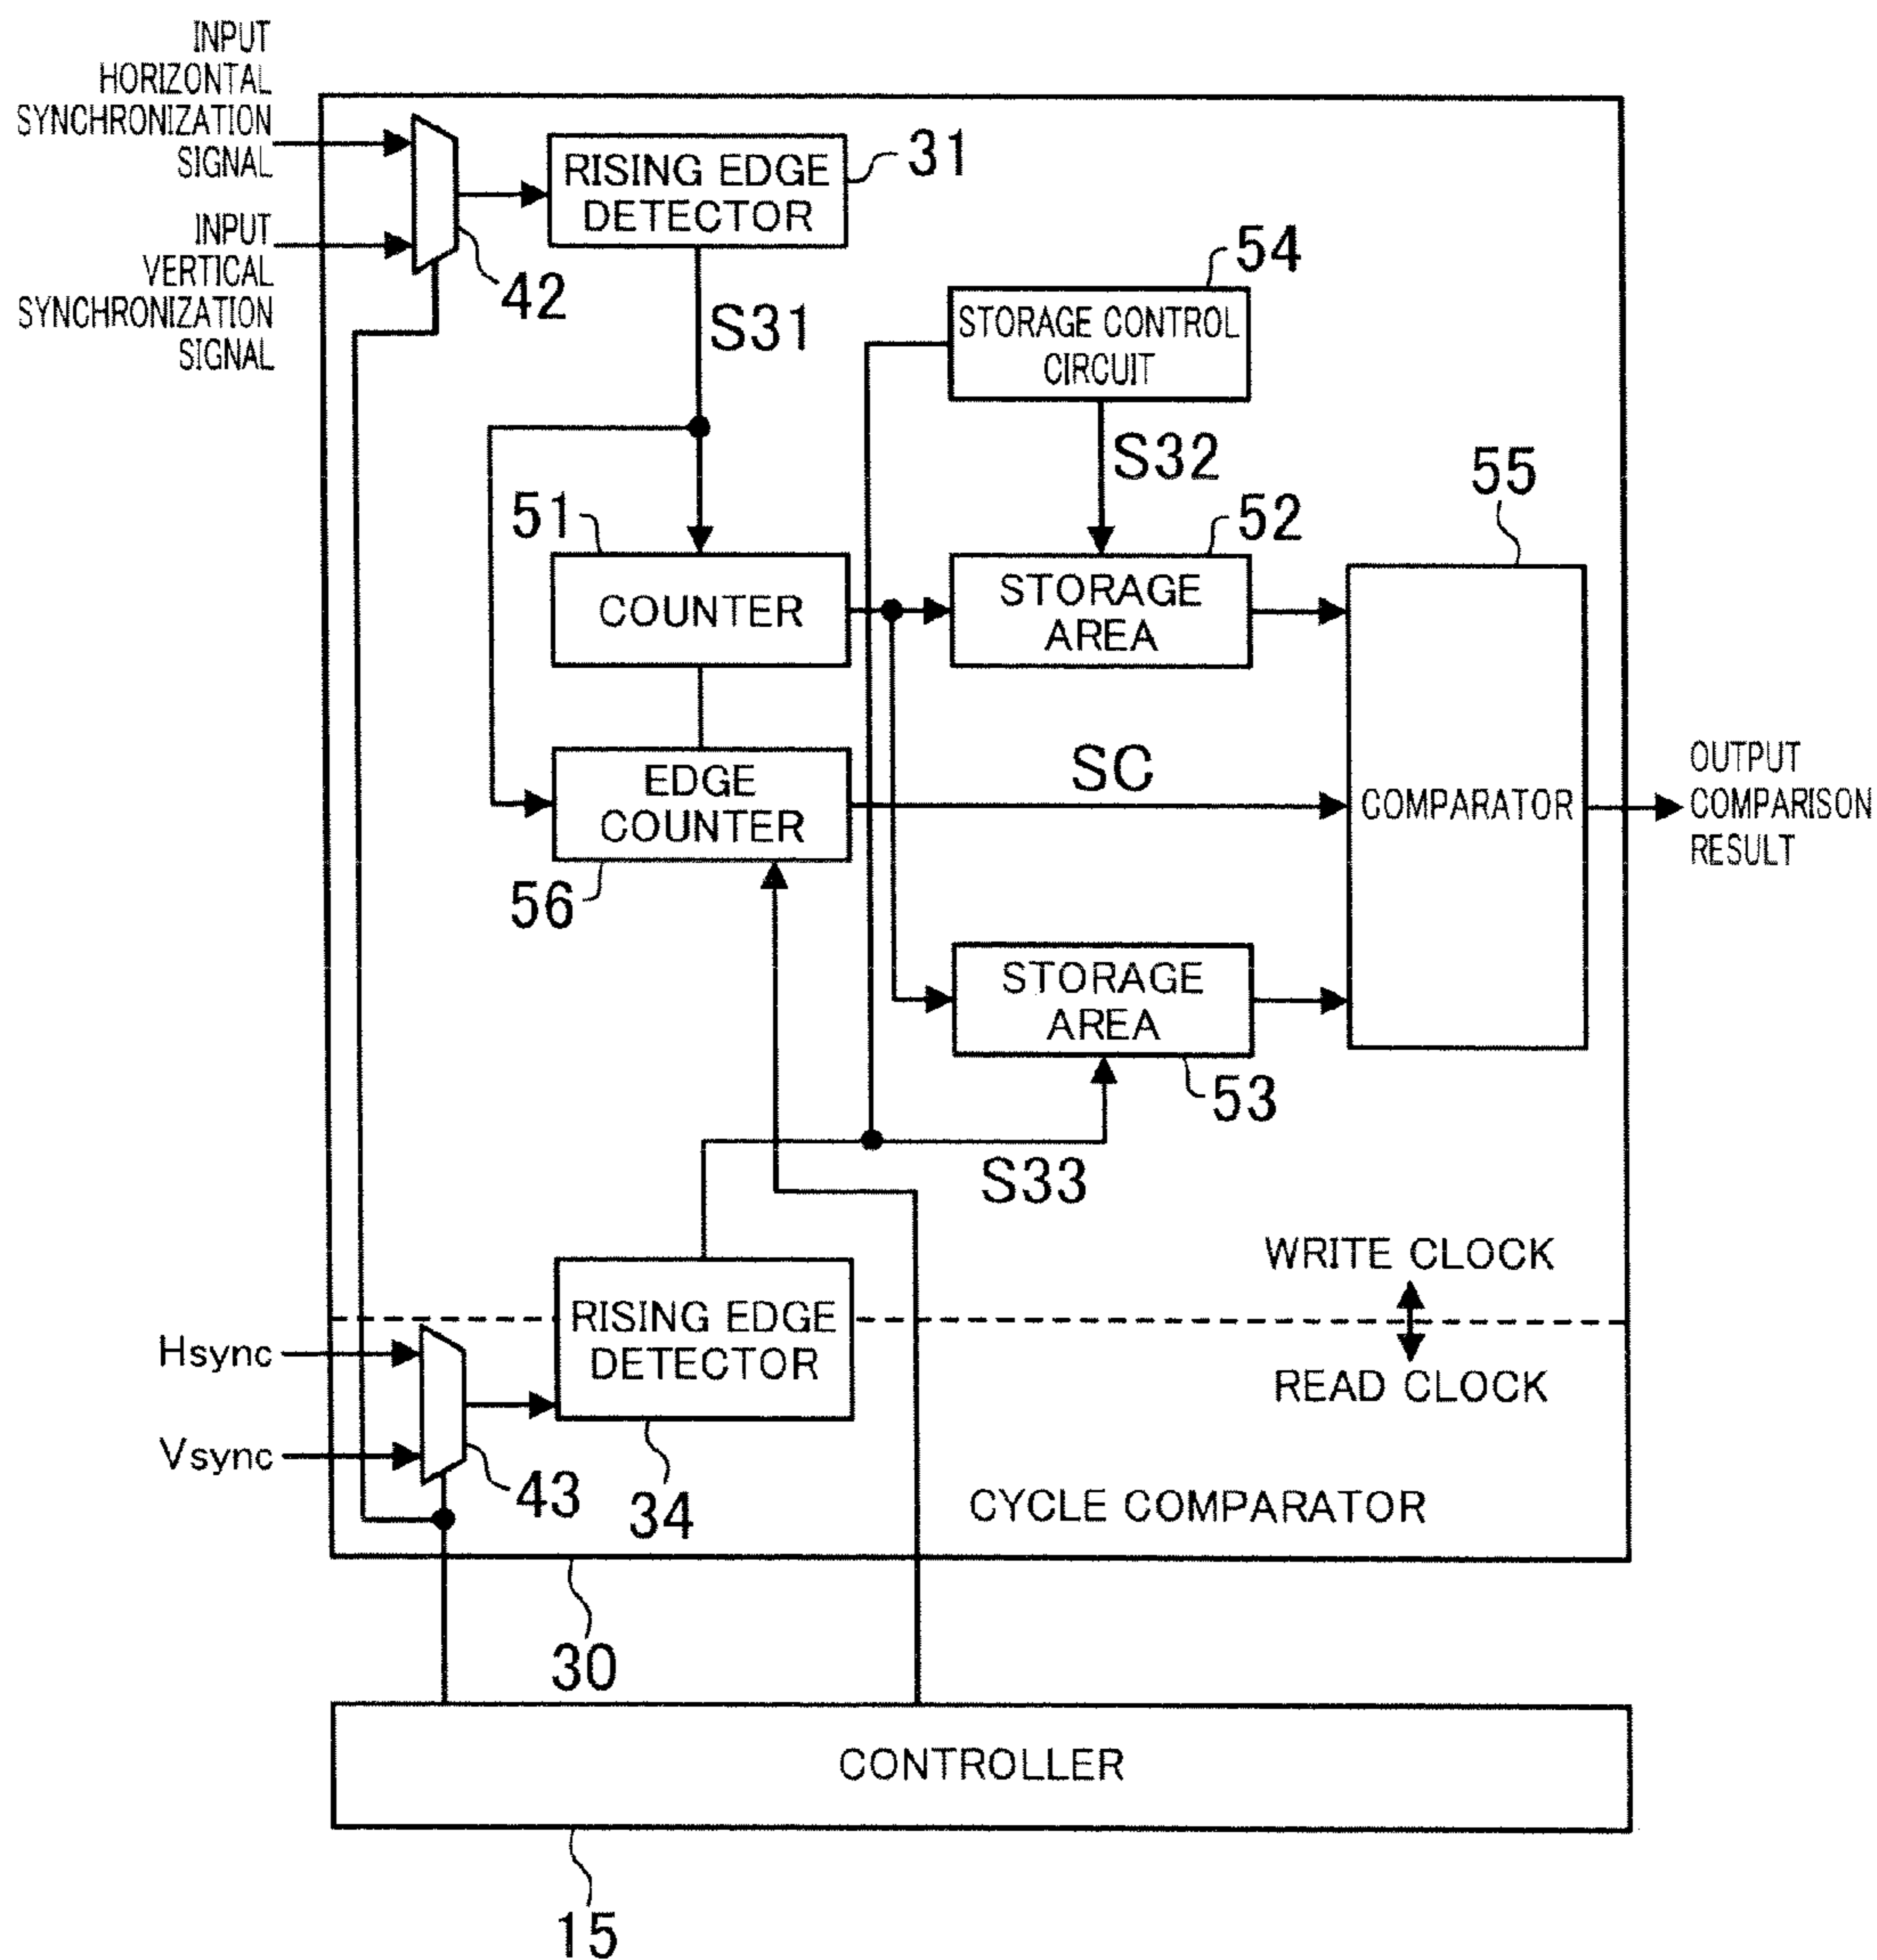 INPUT
HORIZONTAL
SYNCHRONIZATION
SIGNAL
INPUT
VERTICAL
SYNCHRONIZATION
SIGNAL
42
RISING EDGE
DETECTOR
31
S31
54
STORAGE CONTROL
CIRCUIT
S32
51
COUNTER
52
STORAGE
AREA
55
COMPARATOR
EDGE
COUNTER
56
SC
OUTPUT
COMPARISON
RESULT
STORAGE
AREA
53
S33
WRITE CLOCK
READ CLOCK
Hsync
Vsync
43
RISING EDGE
DETECTOR
34
CYCLE COMPARATOR
30
CONTROLLER
15